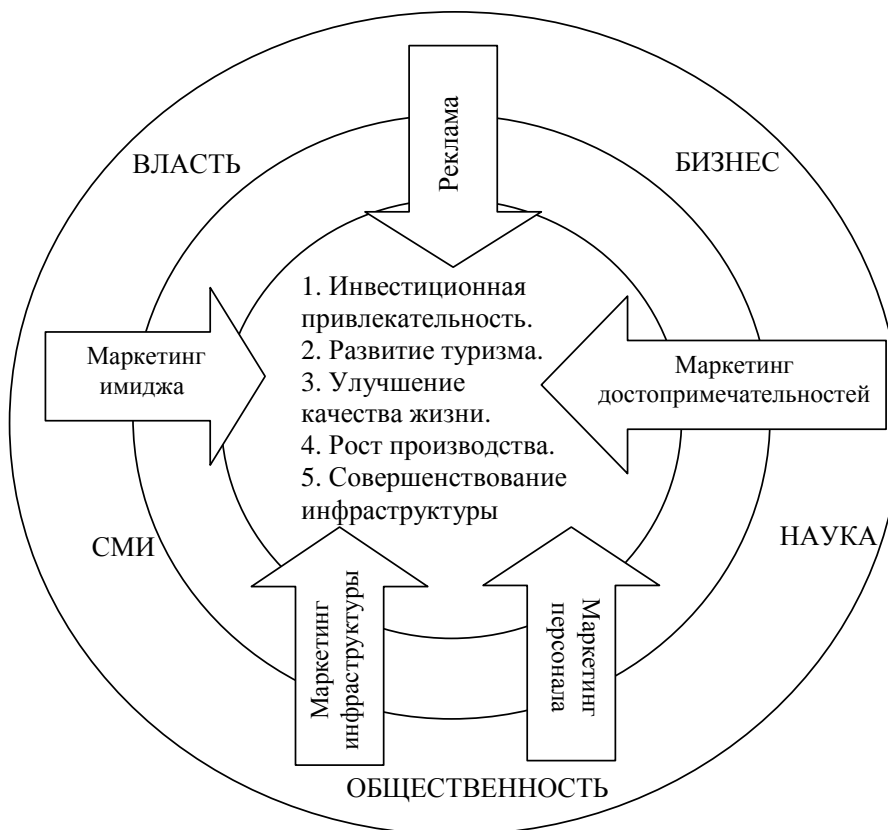 Реклама
ВЛАСТЬ
БИЗНЕС
1. Инвестиционная
привлекательность.
2. Развитие туризма.
3. Улучшение
качества жизни.
4. Рост производства.
5. Совершенствование
инфраструктуры
Маркетинг
имиджа
Маркетинг
достопримечательностей
СМИ
НАУКА
Маркетинг
инфраструктуры
Маркетинг
персонала
ОБЩЕСТВЕННОСТЬ